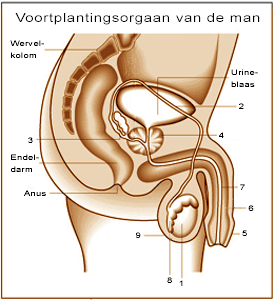 Voortplantingsorgaan van de man
Wervel-
kolom
Urine-
blaas
2
3
4
Endel-
darm
Anus
7
6
9
5
8
1